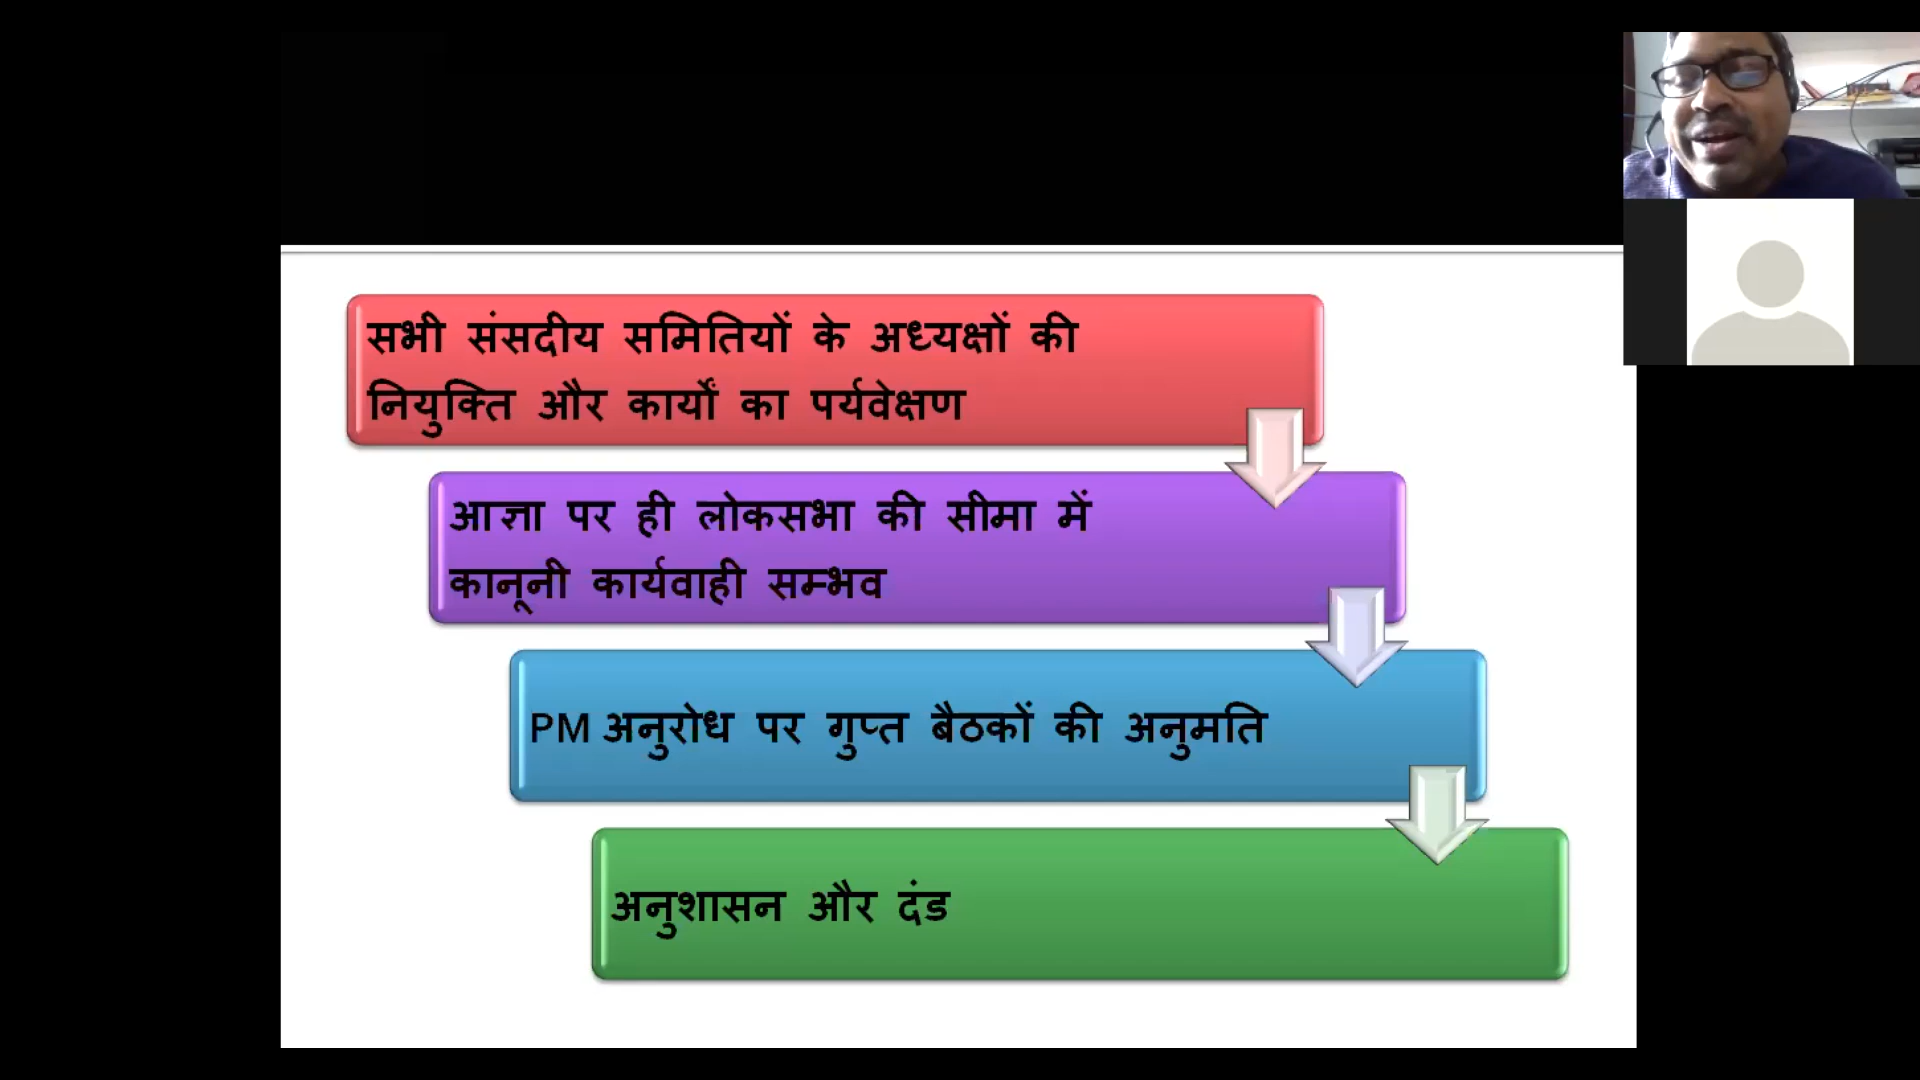 सभी संसदीय समितियों के अध्यक्षों की
नियुक्ति और कार्यों का पर्यवेक्षण
आज्ञा पर ही लोकसभा की सीमा में
कानूनी कार्यवाही सम्भव
PM अनुरोध पर गुप्त बैठकों की अनुमति
अनुशासन और दंड